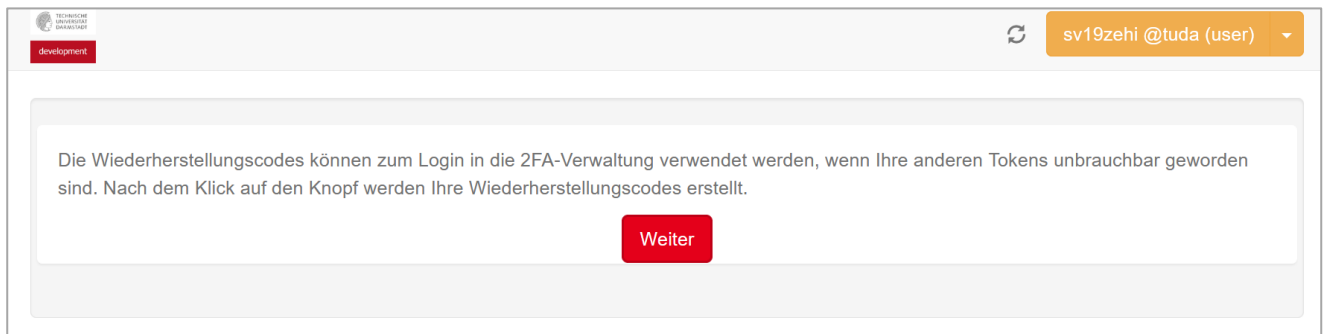 TECHNISCHE
UNIVERSITÄT
DARMSTADT
development
sv19zehi @tuda (user)
Die Wiederherstellungscodes können zum Login in die 2FA-Verwaltung verwendet werden, wenn Ihre anderen Tokens unbrauchbar geworden
sind. Nach dem Klick auf den Knopf werden Ihre Wiederherstellungscodes erstellt.
Weiter